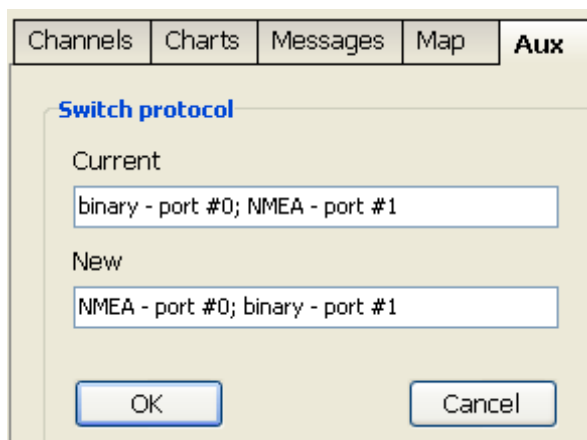 Channels Charts Messages Map Aux
Switch protocol
Current
binary - port #0; NMEA - port #1
New
NMEA - port #0; binary - port #1
OK Cancel